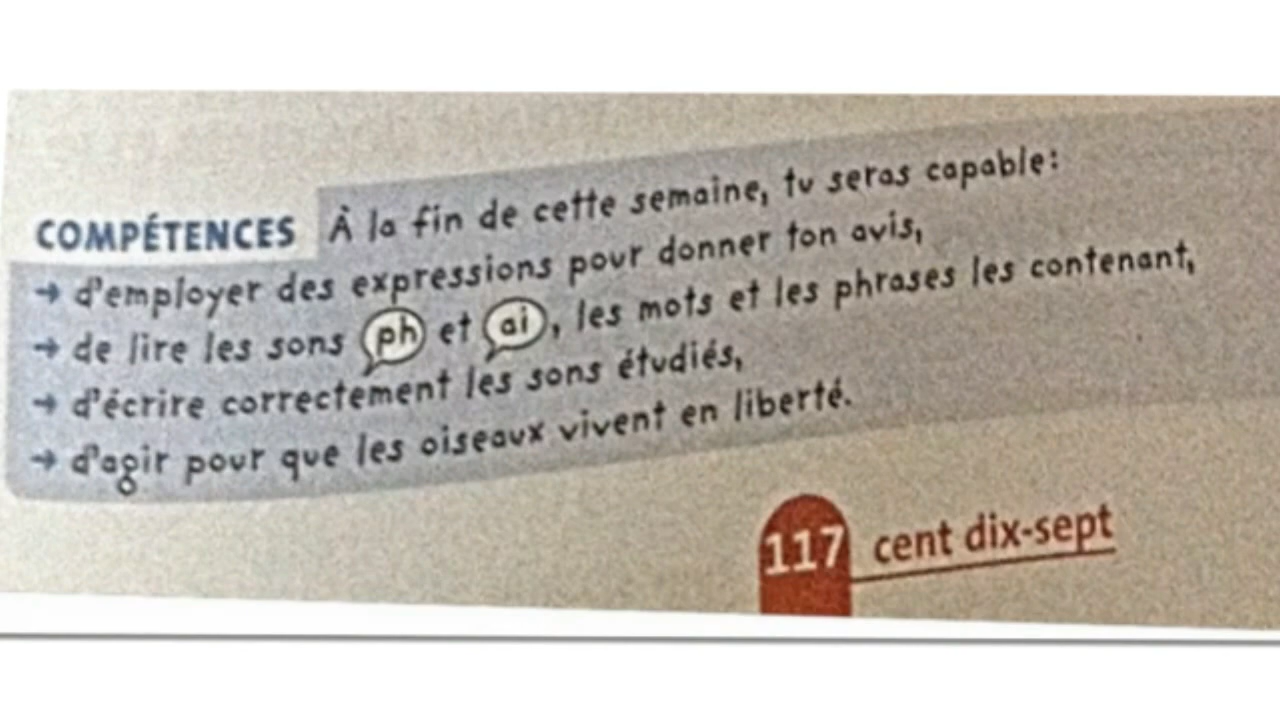 COMPÉTENCES À la fin de cette semaine, tu seras capable:
→ d'employer des expressions pour donner ton avis,
→ de lire les sons ph et ai, les mots et les phrases les contenant,
→ d'écrire correctement les sons étudiés,
→ d'agir pour que les oiseaux vivent en liberté.
117 cent dix-sept